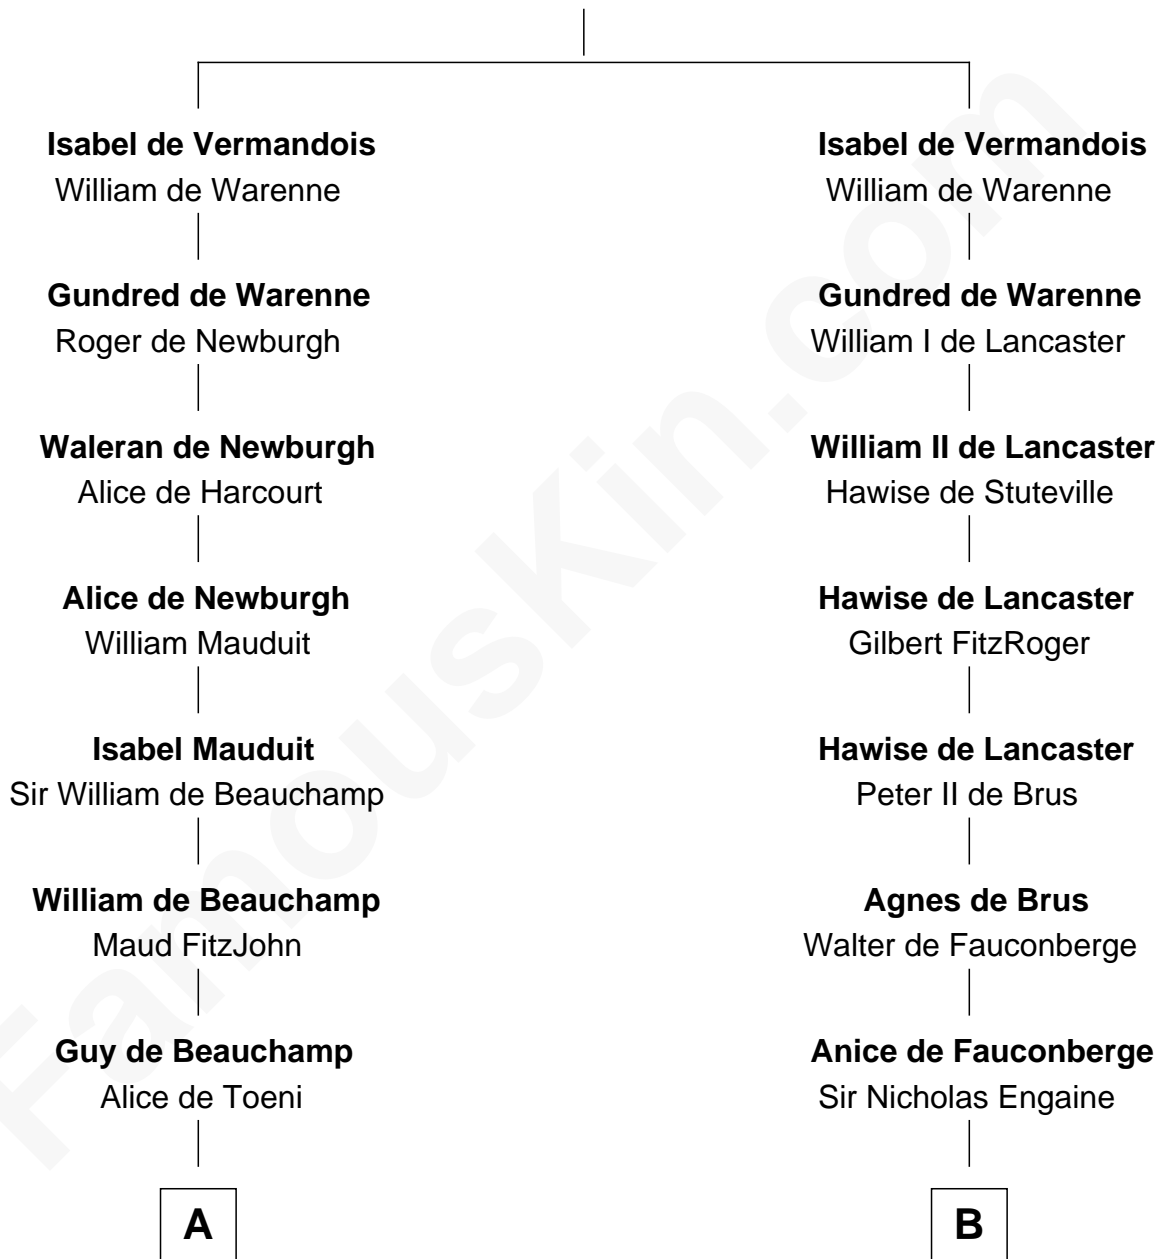 Isabel de Vermandois
William de Warenne
Gundred de Warenne
Roger de Newburgh
Waleran de Newburgh
Alice de Harcourt
Alice de Newburgh
William Mauduit
Isabel Mauduit
Sir William de Beauchamp
William de Beauchamp
Maud FitzJohn
Guy de Beauchamp
Alice de Toeni
A
Isabel de Vermandois
William de Warenne
Gundred de Warenne
William I de Lancaster
William II de Lancaster
Hawise de Stuteville
Hawise de Lancaster
Gilbert FitzRoger
Hawise de Lancaster
Peter II de Brus
Agnes de Brus
Walter de Fauconberge
Anice de Fauconberge
Sir Nicholas Engaine
B
FamousKin.com